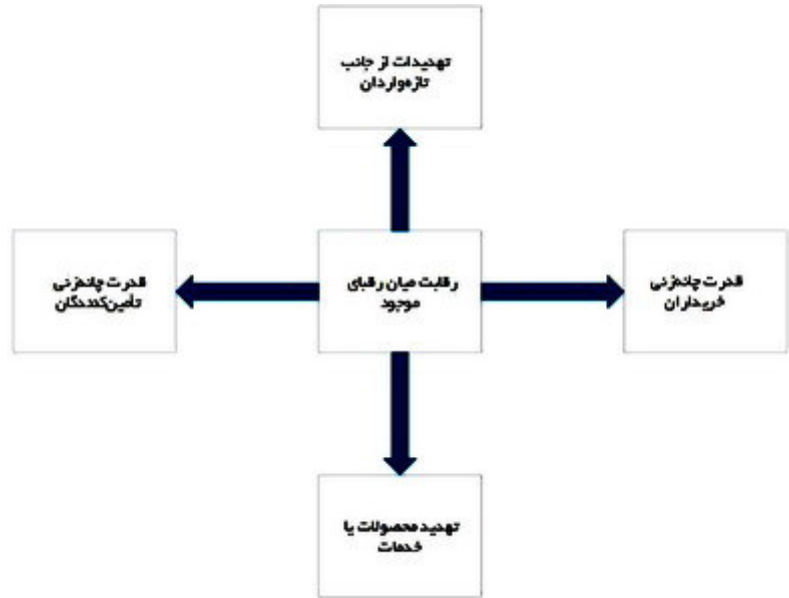 تهدیدات از جانب
تازه‌واردان
قدرت چانه‌زنی
خریداران
رقابت میان رقبای
موجود
قدرت چانه‌زنی
تأمین‌کنندگان
تهدید محصولات یا
خدمات